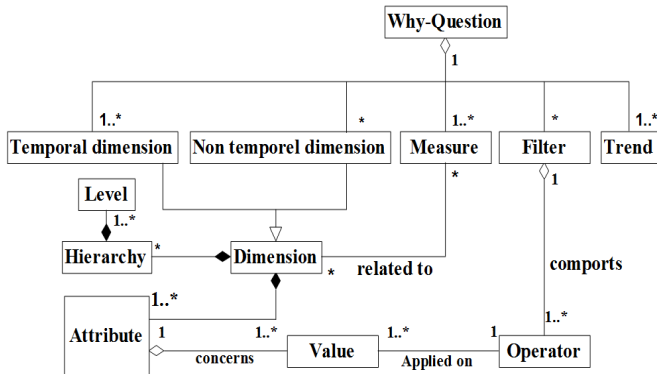 Why-Question
1
1..*
*
1..*
*
1..*
Temporal dimension
Non temporel dimension
Measure
Filter
Trend
*
1
Level
1..*
Hierarchy
*
Dimension
*
related to
comports
1..*
1..*
Attribute
1
1..*
1..*
1
concerns
Value
Applied on
Operator